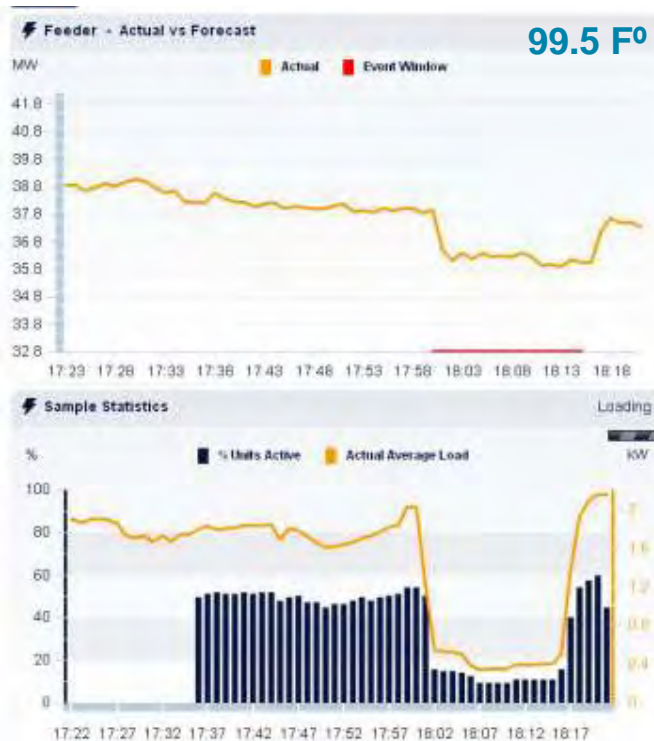 Feeder - Actual vs Forecast
99.5 Fº
MW
Actual Event Window
41.8
40.8
39.8
38.8
37.8
36.8
35.8
34.8
33.8
32.8
17:23 17:28 17:33 17:38 17:43 17:48 17:53 17:58 18:03 18:08 18:13 18:18
Sample Statistics Loading
% % Units Active Actual Average Load KW
100
80
60
40
20
0
2
1.6
1.2
0.8
0.4
0
17:22 17:27 17:32 17:37 17:42 17:47 17:52 17:57 18:02 18:07 18:12 18:17